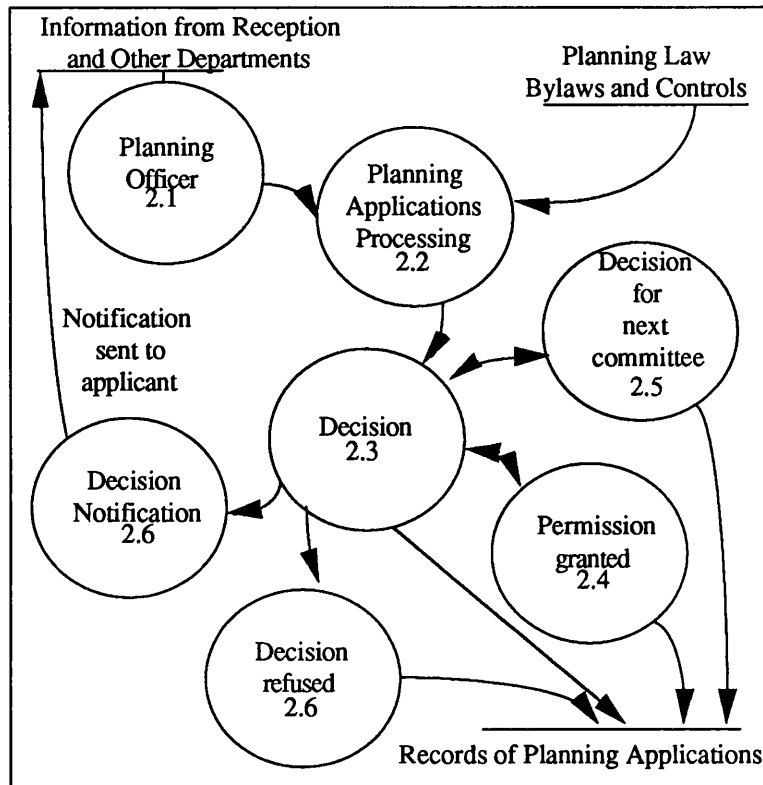 Information from Reception
and Other Departments
Planning Law
Bylaws and Controls
Planning
Officer
2.1
Planning
Applications
Processing
2.2
Decision
for
next
committee
2.5
Notification
sent to
applicant
Decision
2.3
Decision
Notification
2.6
Permission
granted
2.4
Decision
refused
2.6
Records of Planning Applications